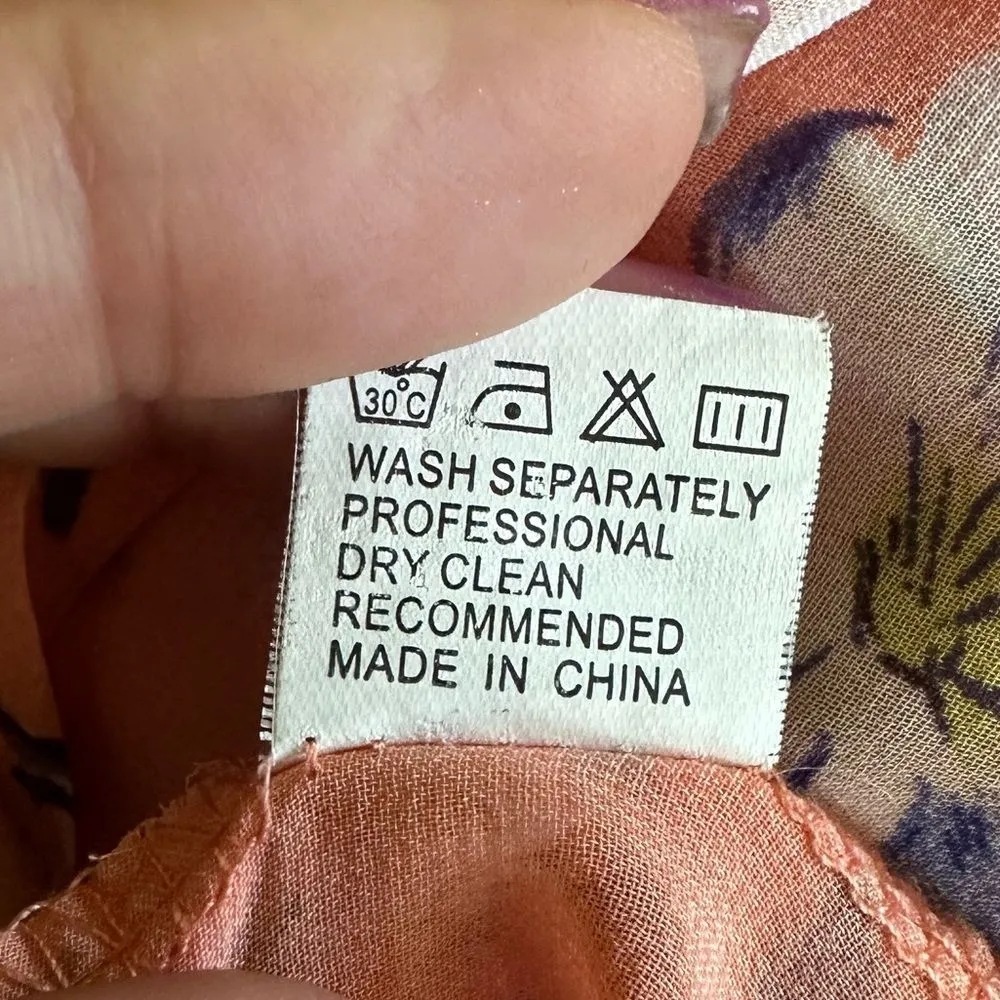 30°C
WASH SEPARATELY
PROFESSIONAL
DRY CLEAN
RECOMMENDED
MADE IN CHINA